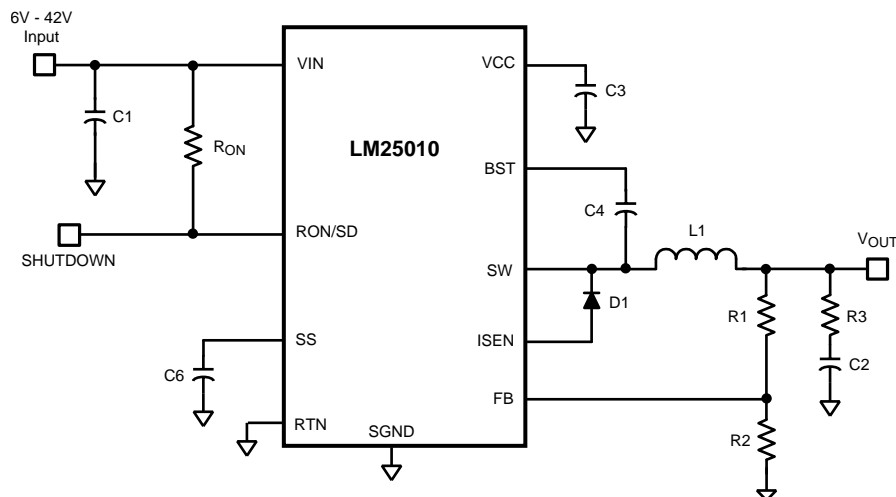 6V - 42V
Input
VIN
VCC
C3
C1
RON
LM25010
BST
C4
L1
VOUT
RON/SD
SHUTDOWN
SW
D1
R1
R3
ISEN
SS
C6
C2
FB
RTN
SGND
R2